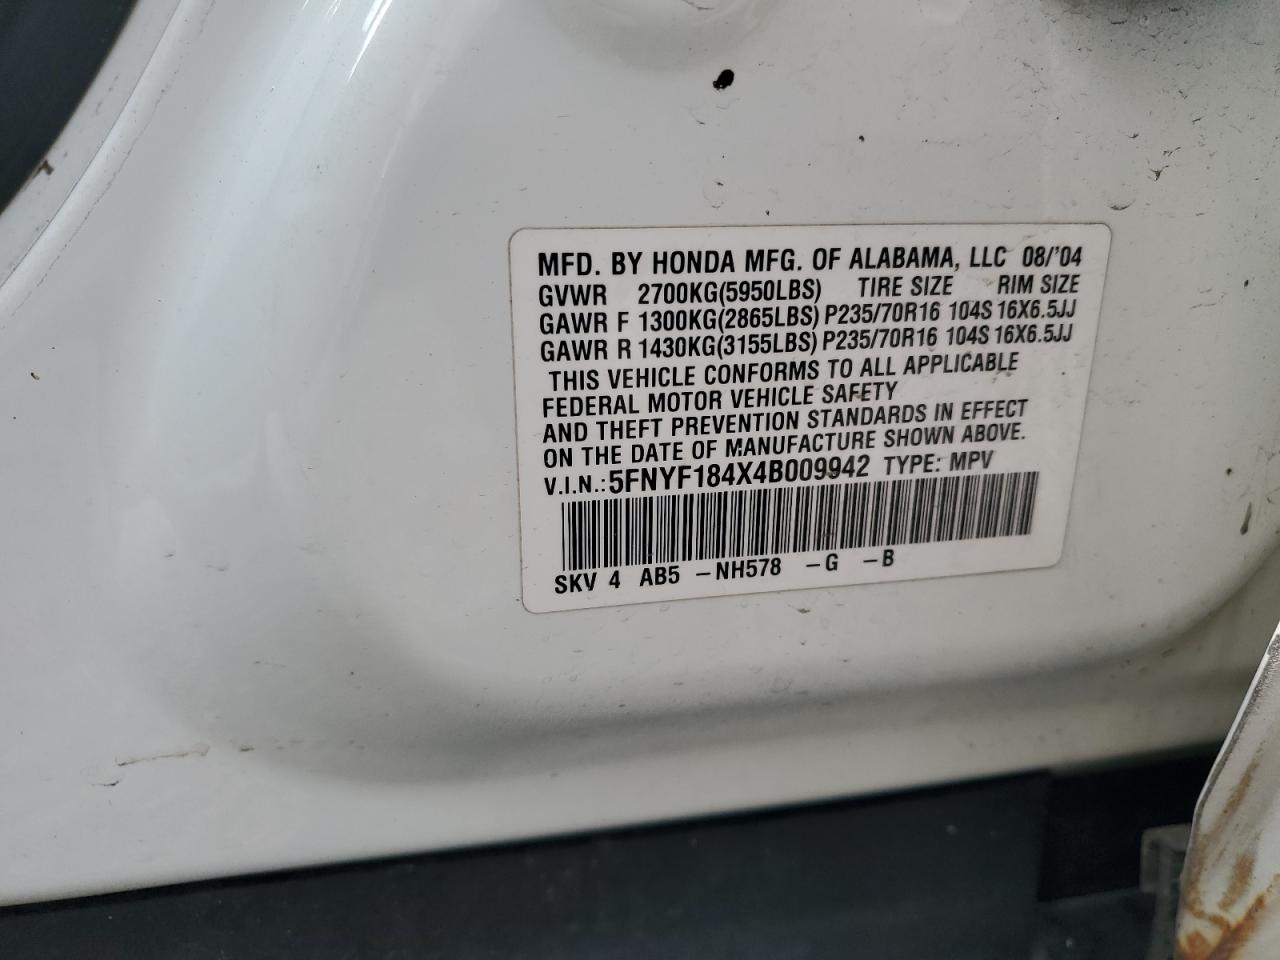 MFD. BY HONDA MFG. OF ALABAMA, LLC 08/'04
GVWR 2700KG(5950LBS) TIRE SIZE RIM SIZE
GAWR F 1300KG(2865LBS) P235/70R16 104S 16X6.5JJ
GAWR R 1430KG(3155LBS) P235/70R16 104S 16X6.5JJ
THIS VEHICLE CONFORMS TO ALL APPLICABLE
FEDERAL MOTOR VEHICLE SAFETY
AND THEFT PREVENTION STANDARDS IN EFFECT
ON THE DATE OF MANUFACTURE SHOWN ABOVE.
V.I.N.: 5FNYF184X4B009942 TYPE: MPV
SKV 4 AB5 -NH578 -G -B